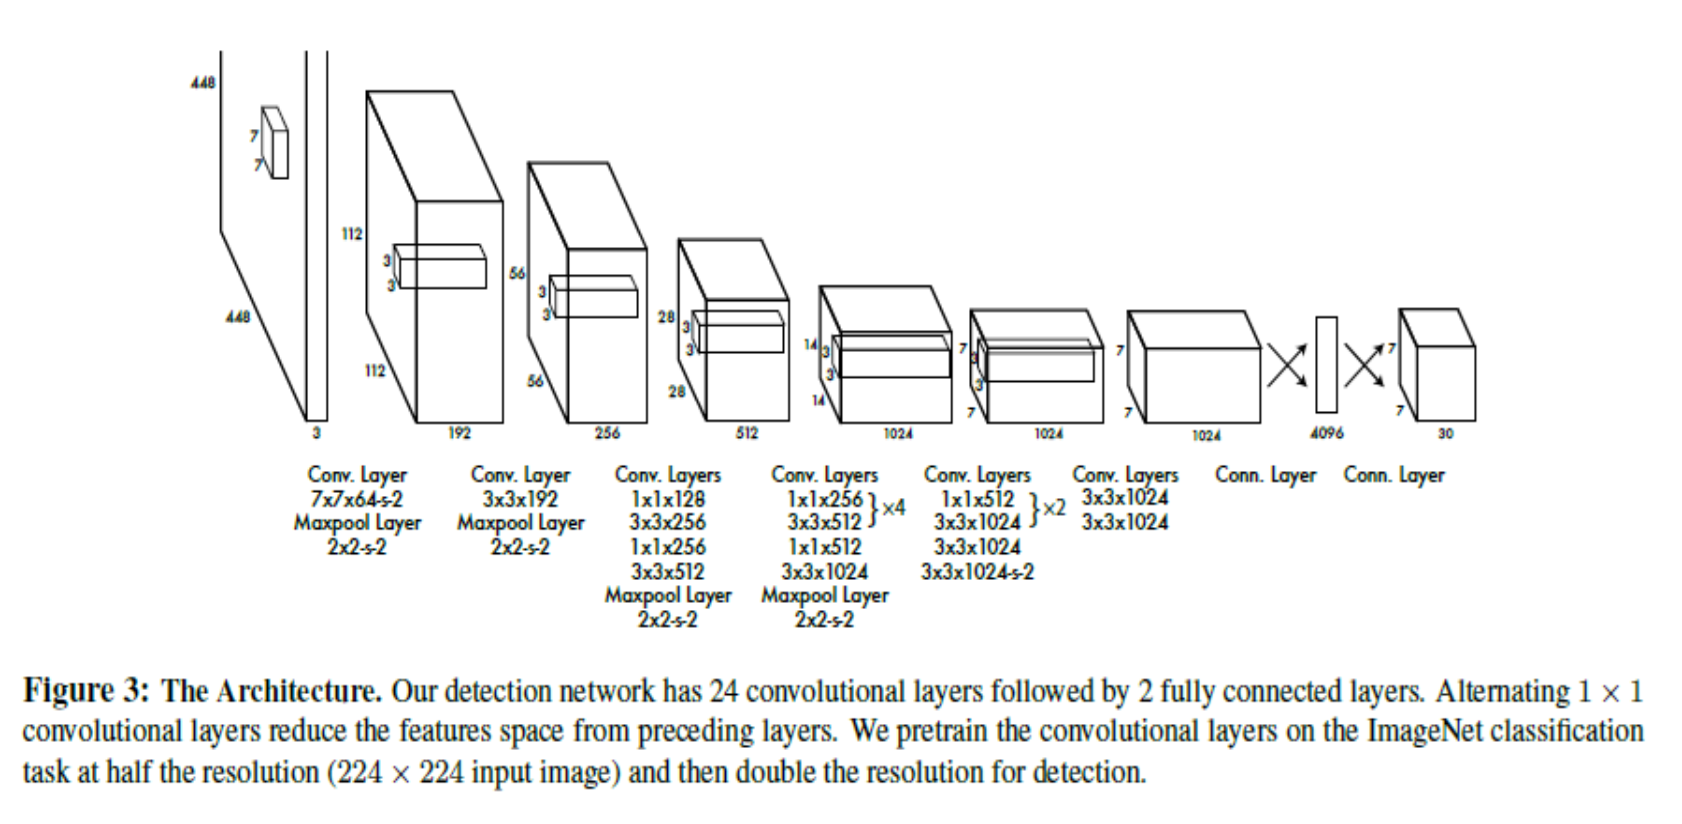 448
7
7
448
3
112
3
3
112
192
56
3
3
56
256
28
3
3
28
512
14
3
3
14
1024
7
3
3
7
1024
7
7
1024
4096
7
7
30
Conv. Layer
7x7x64-s-2
Maxpool Layer
2x2-s-2
Conv. Layer
3x3x192
Maxpool Layer
2x2-s-2
Conv. Layers
1x1x128
3x3x256
1x1x256
3x3x512
Maxpool Layer
2x2-s-2
Conv. Layers
1x1x256
3x3x512 } ×4
1x1x512
3x3x1024
Maxpool Layer
2x2-s-2
Conv. Layers
1x1x512
3x3x1024 } ×2
3x3x1024
3x3x1024-s-2
Conv. Layers
3x3x1024
3x3x1024
Conn. Layer
Conn. Layer
Figure 3: The Architecture. Our detection network has 24 convolutional layers followed by 2 fully connected layers. Alternating 1 × 1
convolutional layers reduce the features space from preceding layers. We pretrain the convolutional layers on the ImageNet classification
task at half the resolution (224 × 224 input image) and then double the resolution for detection.